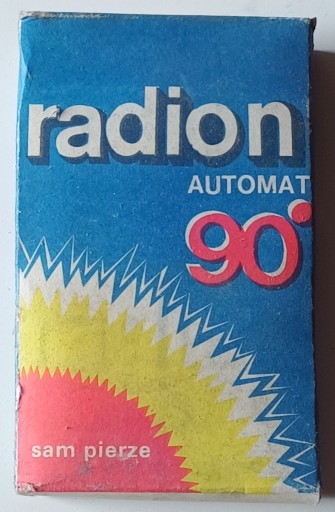 radion
AUTOMAT
90°
sam pierze